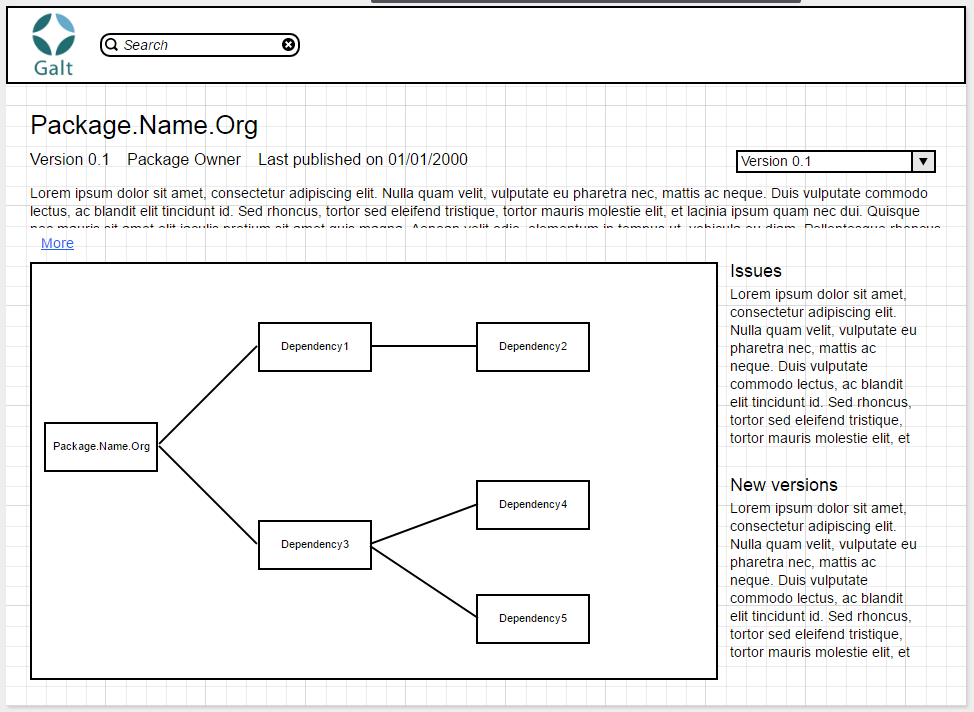 Galt
Search
Package.Name.Org
Version 0.1 Package Owner Last published on 01/01/2000
Version 0.1
Lorem ipsum dolor sit amet, consectetur adipiscing elit. Nulla quam velit, vulputate eu pharetra nec, mattis ac neque. Duis vulputate commodo
lectus, ac blandit elit tincidunt id. Sed rhoncus, tortor sed eleifend tristique, tortor mauris molestie elit, et lacinia ipsum quam nec dui. Quisque
More
Dependency1
Dependency2
Package.Name.Org
Dependency4
Dependency3
Dependency5
Issues
Lorem ipsum dolor sit amet,
consectetur adipiscing elit.
Nulla quam velit, vulputate eu
pharetra nec, mattis ac
neque. Duis vulputate
commodo lectus, ac blandit
elit tincidunt id. Sed rhoncus,
tortor sed eleifend tristique,
tortor mauris molestie elit, et
New versions
Lorem ipsum dolor sit amet,
consectetur adipiscing elit.
Nulla quam velit, vulputate eu
pharetra nec, mattis ac
neque. Duis vulputate
commodo lectus, ac blandit
elit tincidunt id. Sed rhoncus,
tortor sed eleifend tristique,
tortor mauris molestie elit, et